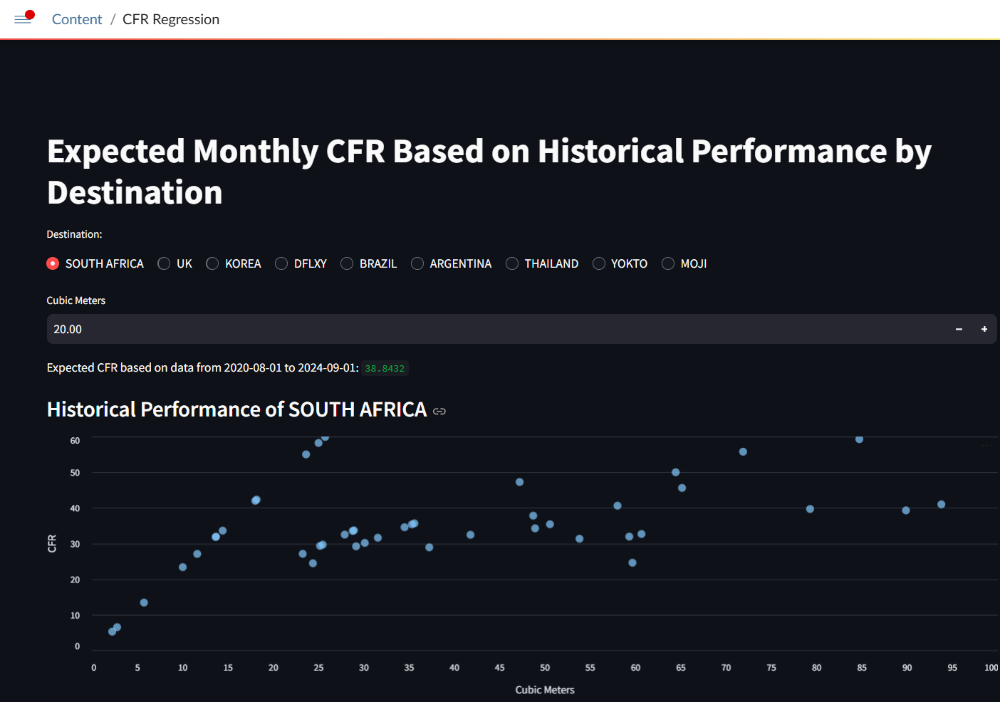 Content / CFR Regression
Expected Monthly CFR Based on Historical Performance by
Destination
Destination:
SOUTH AFRICA UK KOREA DFLXY BRAZIL ARGENTINA THAILAND YOKTO MOJI
Cubic Meters
20.00 − +
Expected CFR based on data from 2020-08-01 to 2024-09-01: 38.8432
Historical Performance of SOUTH AFRICA
60
50
40
30
20
10
0
CFR
0 5 10 15 20 25 30 35 40 45 50 55 60 65 70 75 80 85 90 95 100
Cubic Meters